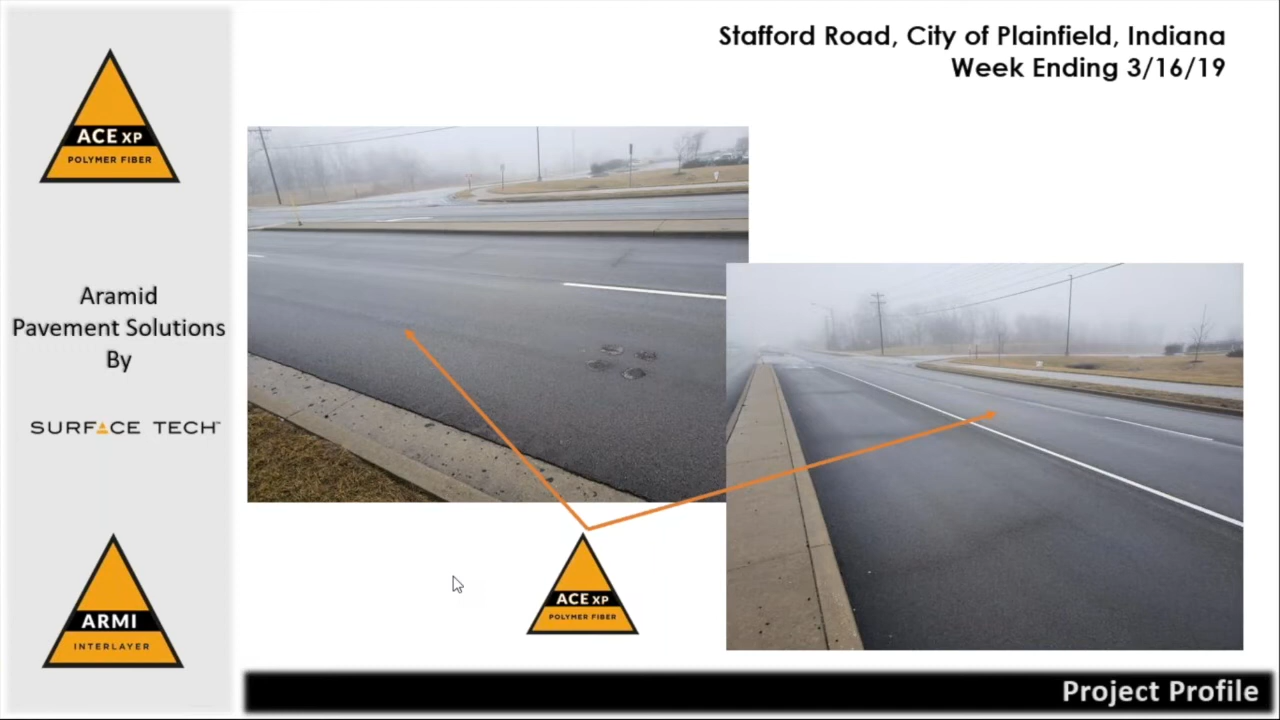 Stafford Road, City of Plainfield, Indiana
Week Ending 3/16/19
ACE XP
POLYMER FIBER
Aramid
Pavement Solutions
By
SURFACE TECH™
ARMI
INTERLAYER
ACE XP
POLYMER FIBER
Project Profile